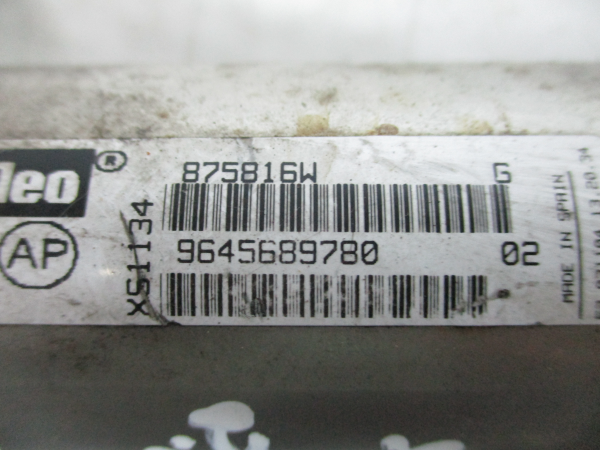 leo®
AP
XS1134
875816W G
9645689780 02
MADE IN SPAIN